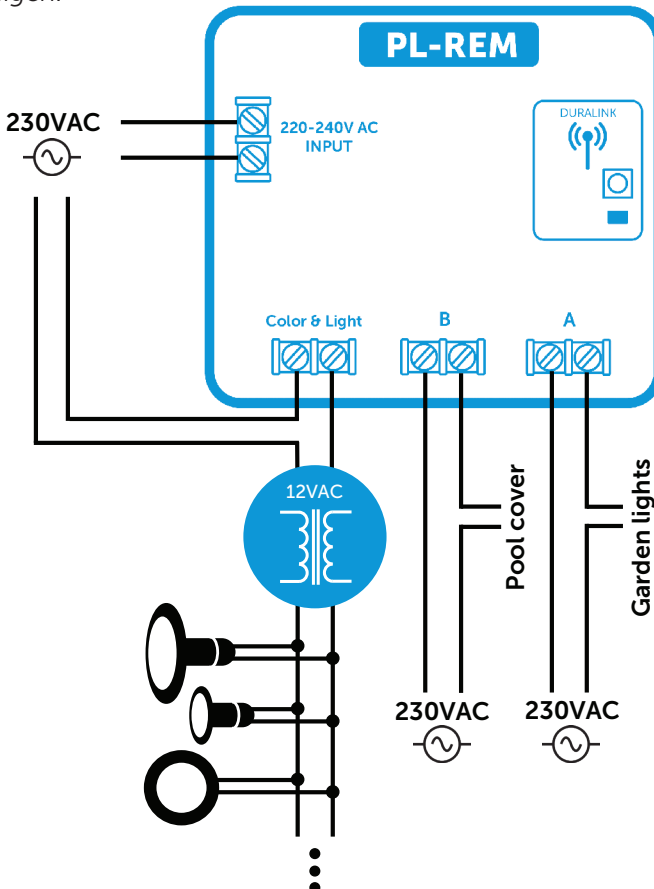 PL-REM
230VAC
220-240V AC
INPUT
DURALINK
Color & Light
B
A
12VAC
Pool cover
Garden lights
230VAC
230VAC